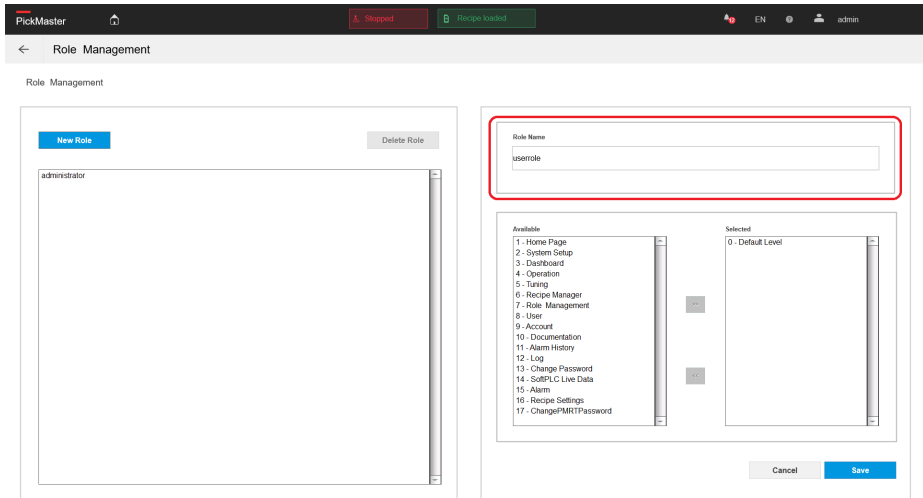 PickMaster
Stopped
Recipe loaded
12
EN
admin
Role Management
Role Management
New Role
Delete Role
administrator
Role Name
userrole
Available
1 - Home Page
2 - System Setup
3 - Dashboard
4 - Operation
5 - Tuning
6 - Recipe Manager
7 - Role Management
8 - User
9 - Account
10 - Documentation
11 - Alarm History
12 - Log
13 - Change Password
14 - SoftPLC Live Data
15 - Alarm
16 - Recipe Settings
17 - ChangePMRTPassword
Selected
0 - Default Level
Cancel
Save